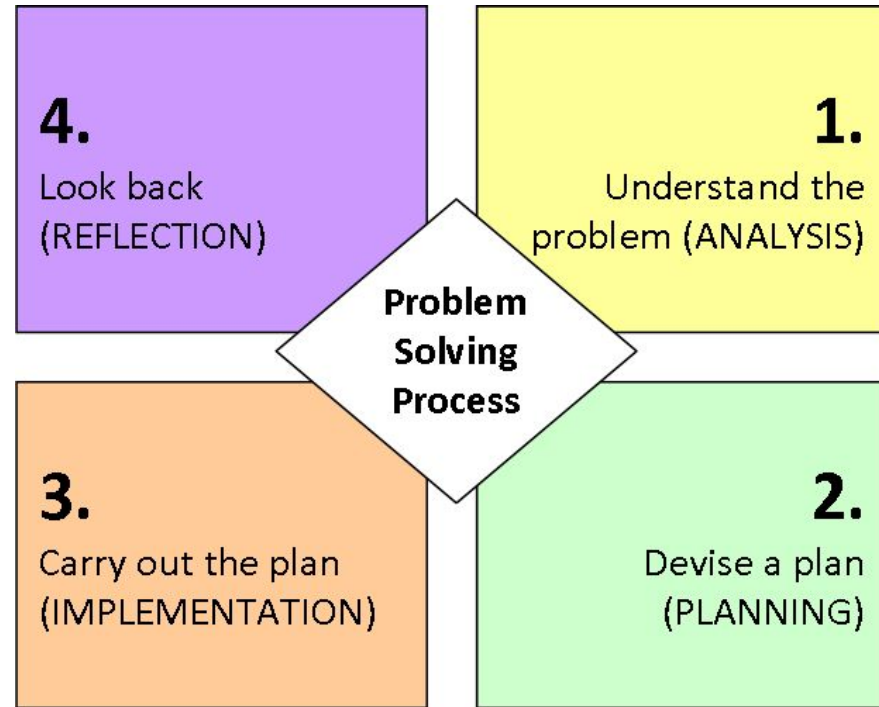 4.
Look back
(REFLECTION)
1.
Understand the
problem (ANALYSIS)
Problem
Solving
Process
3.
Carry out the plan
(IMPLEMENTATION)
2.
Devise a plan
(PLANNING)